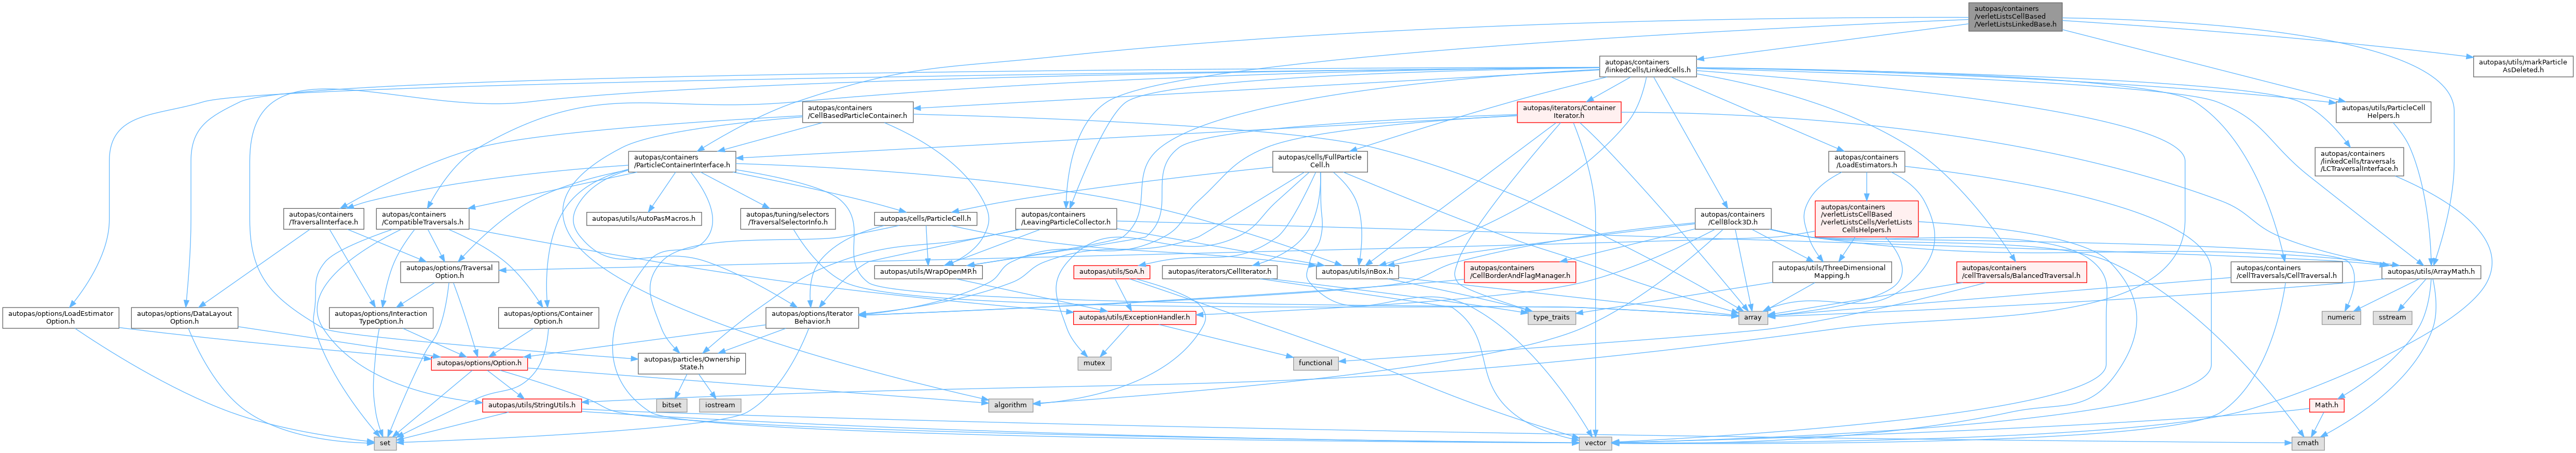 autopas/containers
/verletListsCellBased
/VerletListsLinkedBase.h
autopas/containers
/linkedCells/LinkedCells.h
autopas/utils/markParticle
AsDeleted.h
autopas/containers
/CellBasedParticleContainer.h
autopas/iterators/Container
Iterator.h
autopas/utils/ParticleCell
Helpers.h
autopas/containers
/ParticleContainerInterface.h
autopas/cells/FullParticle
Cell.h
autopas/containers
/LoadEstimators.h
autopas/containers
/linkedCells/traversals
/LCTraversalInterface.h
autopas/containers
/TraversalInterface.h
autopas/containers
/CompatibleTraversals.h
autopas/utils/AutoPasMacros.h
autopas/tuning/selectors
/TraversalSelectorInfo.h
autopas/cells/ParticleCell.h
autopas/containers
/LeavingParticleCollector.h
autopas/containers
/CellBlock3D.h
autopas/containers
/verletListsCellBased
/verletListsCells/VerletLists
CellsHelpers.h
autopas/options/Traversal
Option.h
autopas/utils/WrapOpenMP.h
autopas/utils/SoA.h
autopas/iterators/CellIterator.h
autopas/utils/inBox.h
autopas/containers
/CellBorderAndFlagManager.h
autopas/utils/ThreeDimensional
Mapping.h
autopas/containers
/cellTraversals/BalancedTraversal.h
autopas/containers
/cellTraversals/CellTraversal.h
autopas/utils/ArrayMath.h
autopas/options/LoadEstimator
Option.h
autopas/options/DataLayout
Option.h
autopas/options/Interaction
TypeOption.h
autopas/options/Container
Option.h
autopas/options/Iterator
Behavior.h
autopas/utils/ExceptionHandler.h
type_traits
array
numeric
sstream
autopas/options/Option.h
autopas/particles/Ownership
State.h
mutex
functional
autopas/utils/StringUtils.h
bitset
iostream
algorithm
Math.h
set
vector
cmath